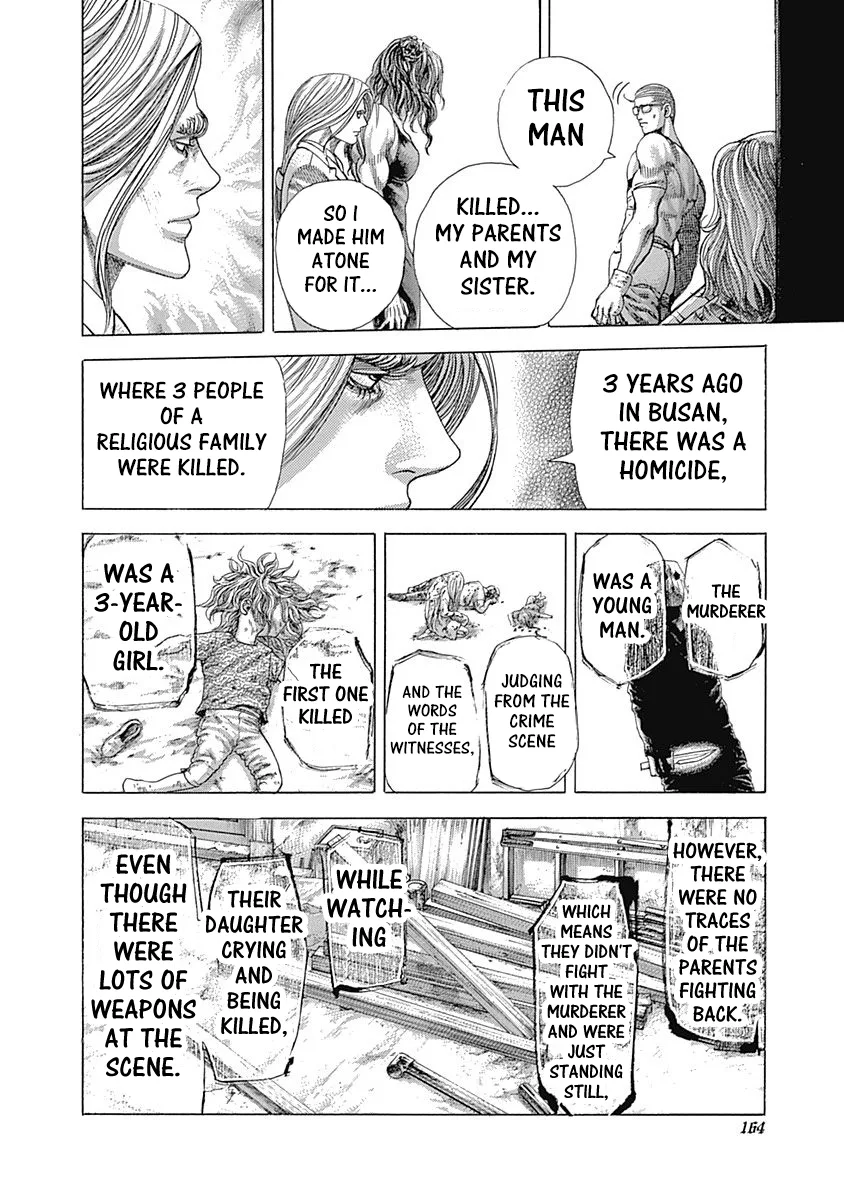 THIS
MAN
KILLED...
MY PARENTS
AND MY
SISTER.
SO I
MADE HIM
ATONE
FOR IT...
3 YEARS AGO
IN BUSAN,
THERE WAS A
HOMICIDE,
WHERE 3 PEOPLE
OF A
RELIGIOUS FAMILY
WERE KILLED.
THE
MURDERER
WAS A
YOUNG
MAN.
JUDGING
FROM THE
CRIME
SCENE
AND THE
WORDS
OF THE
WITNESSES,
THE
FIRST ONE
KILLED
WAS A
3-YEAR-
OLD
GIRL.
HOWEVER,
THERE
WERE NO
TRACES
OF THE
PARENTS
FIGHTING
BACK.
WHICH
MEANS
THEY DIDN'T
FIGHT
WITH THE
MURDERER
AND WERE
JUST
STANDING
STILL,
WHILE
WATCH-
ING
THEIR
DAUGHTER
CRYING
AND
BEING
KILLED,
EVEN
THOUGH
THERE
WERE
LOTS OF
WEAPONS
AT THE
SCENE.
164